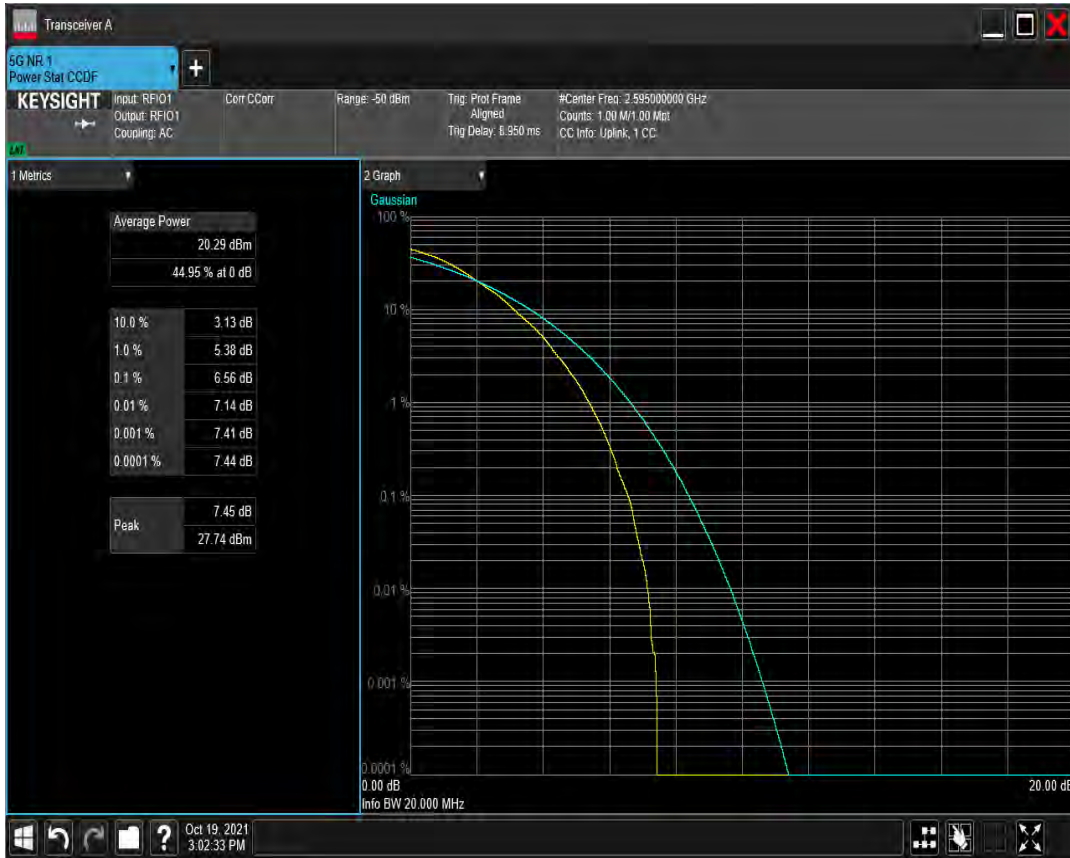 Transceiver A
5G NR 1
Power Stat CCDF
+
KEYSIGHT
Input: RFIO1
Output: RFIO1
Coupling: AC
Corr CCorr
Range: -50 dBm
Trig: Prot Frame
Aligned
Trig Delay: 8.950 ms
#Center Freq: 2.595000000 GHz
Counts: 1.00 M/1.00 Mpt
CC Info: Uplink, 1 CC
1 Metrics
Average Power
20.29 dBm
44.95 % at 0 dB
10.0 % 3.13 dB
1.0 % 5.38 dB
0.1 % 6.56 dB
0.01 % 7.14 dB
0.001 % 7.41 dB
0.0001 % 7.44 dB
Peak
7.45 dB
27.74 dBm
2 Graph
Gaussian
100 %
10 %
1 %
0.1 %
0.01 %
0.001 %
0.0001 %
0.00 dB
20.00 dB
Info BW 20.000 MHz
?
Oct 19, 2021
3:02:33 PM